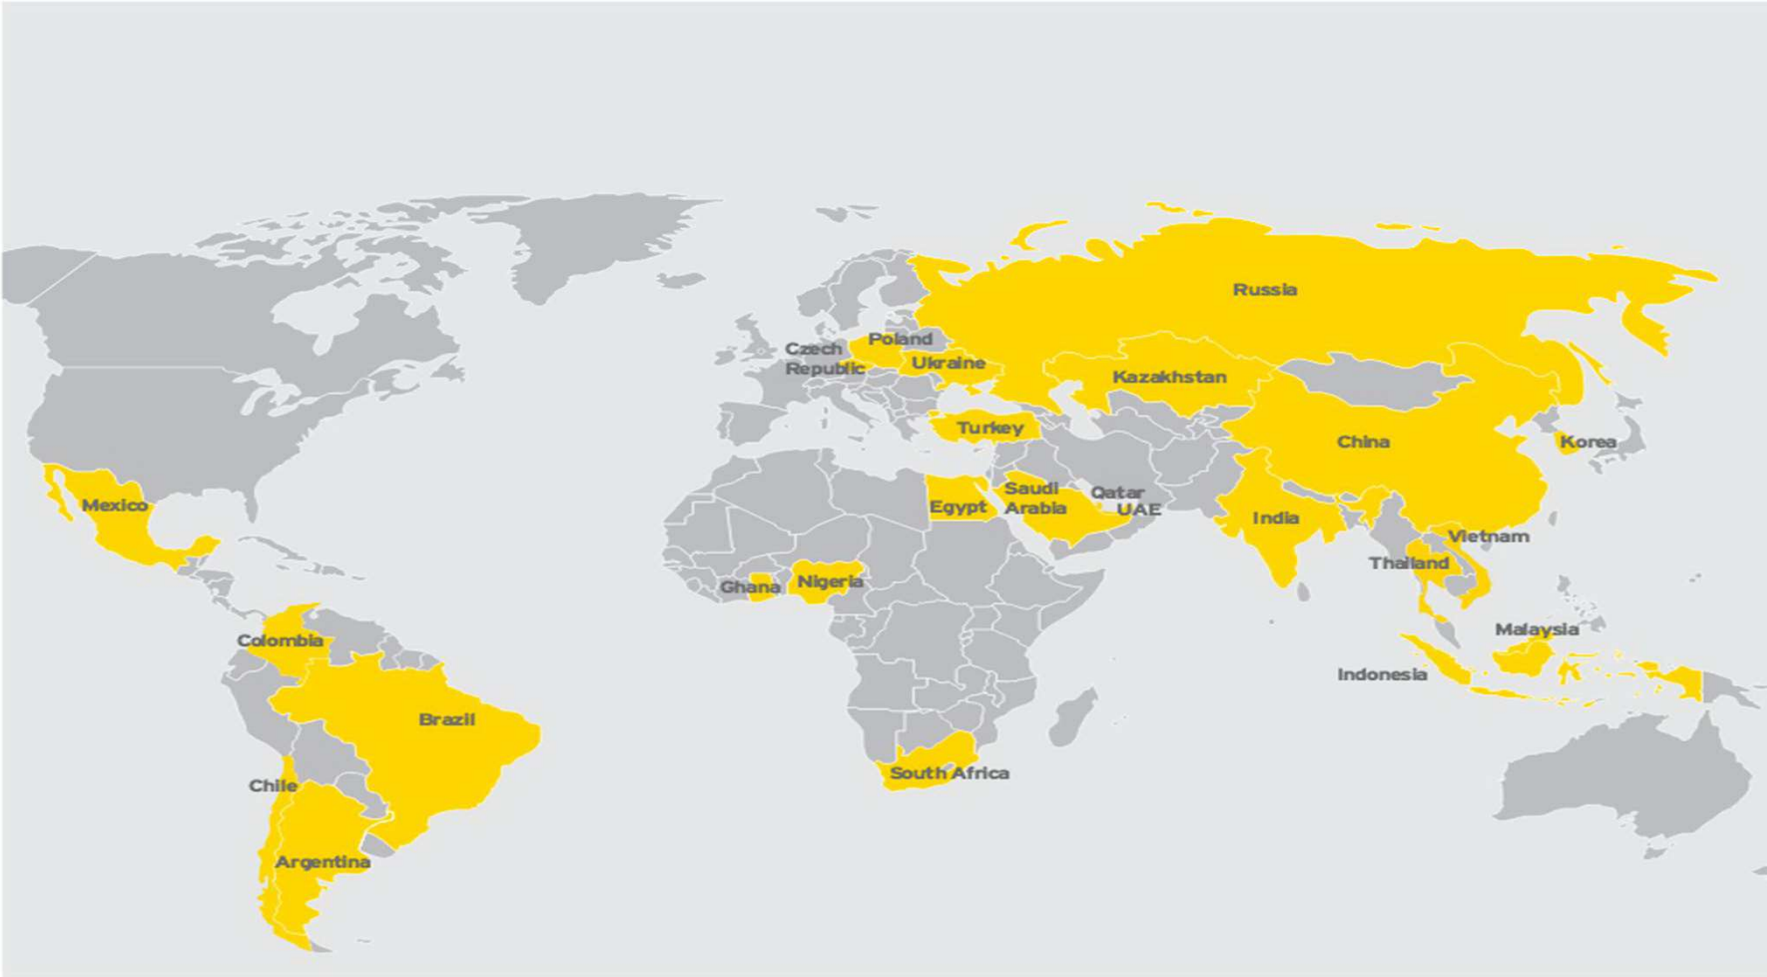 Russia
Poland
Czech
Republic
Ukraine
Kazakhstan
Turkey
China
Korea
Mexico
Egypt
Saudi
Arabia
Qatar
UAE
India
Vietnam
Thailand
Ghana
Nigeria
Malaysia
Colombia
Indonesia
Brazil
South Africa
Chile
Argentina